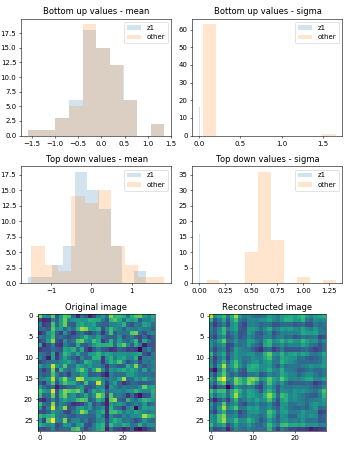 Bottom up values - mean
Bottom up values - sigma
z1
other
z1
other
17.5
15.0
12.5
10.0
7.5
5.0
2.5
0.0
60
50
40
30
20
10
0
−1.5 −1.0 −0.5 0.0 0.5 1.0 1.5
0.0 0.5 1.0 1.5
Top down values - mean
Top down values - sigma
z1
other
z1
other
17.5
15.0
12.5
10.0
7.5
5.0
2.5
0.0
35
30
25
20
15
10
5
0
−1 0 1
0.00 0.25 0.50 0.75 1.00 1.25
Original image
Reconstructed image
0
5
10
15
20
25
0
5
10
15
20
25
0 10 20
0 10 20